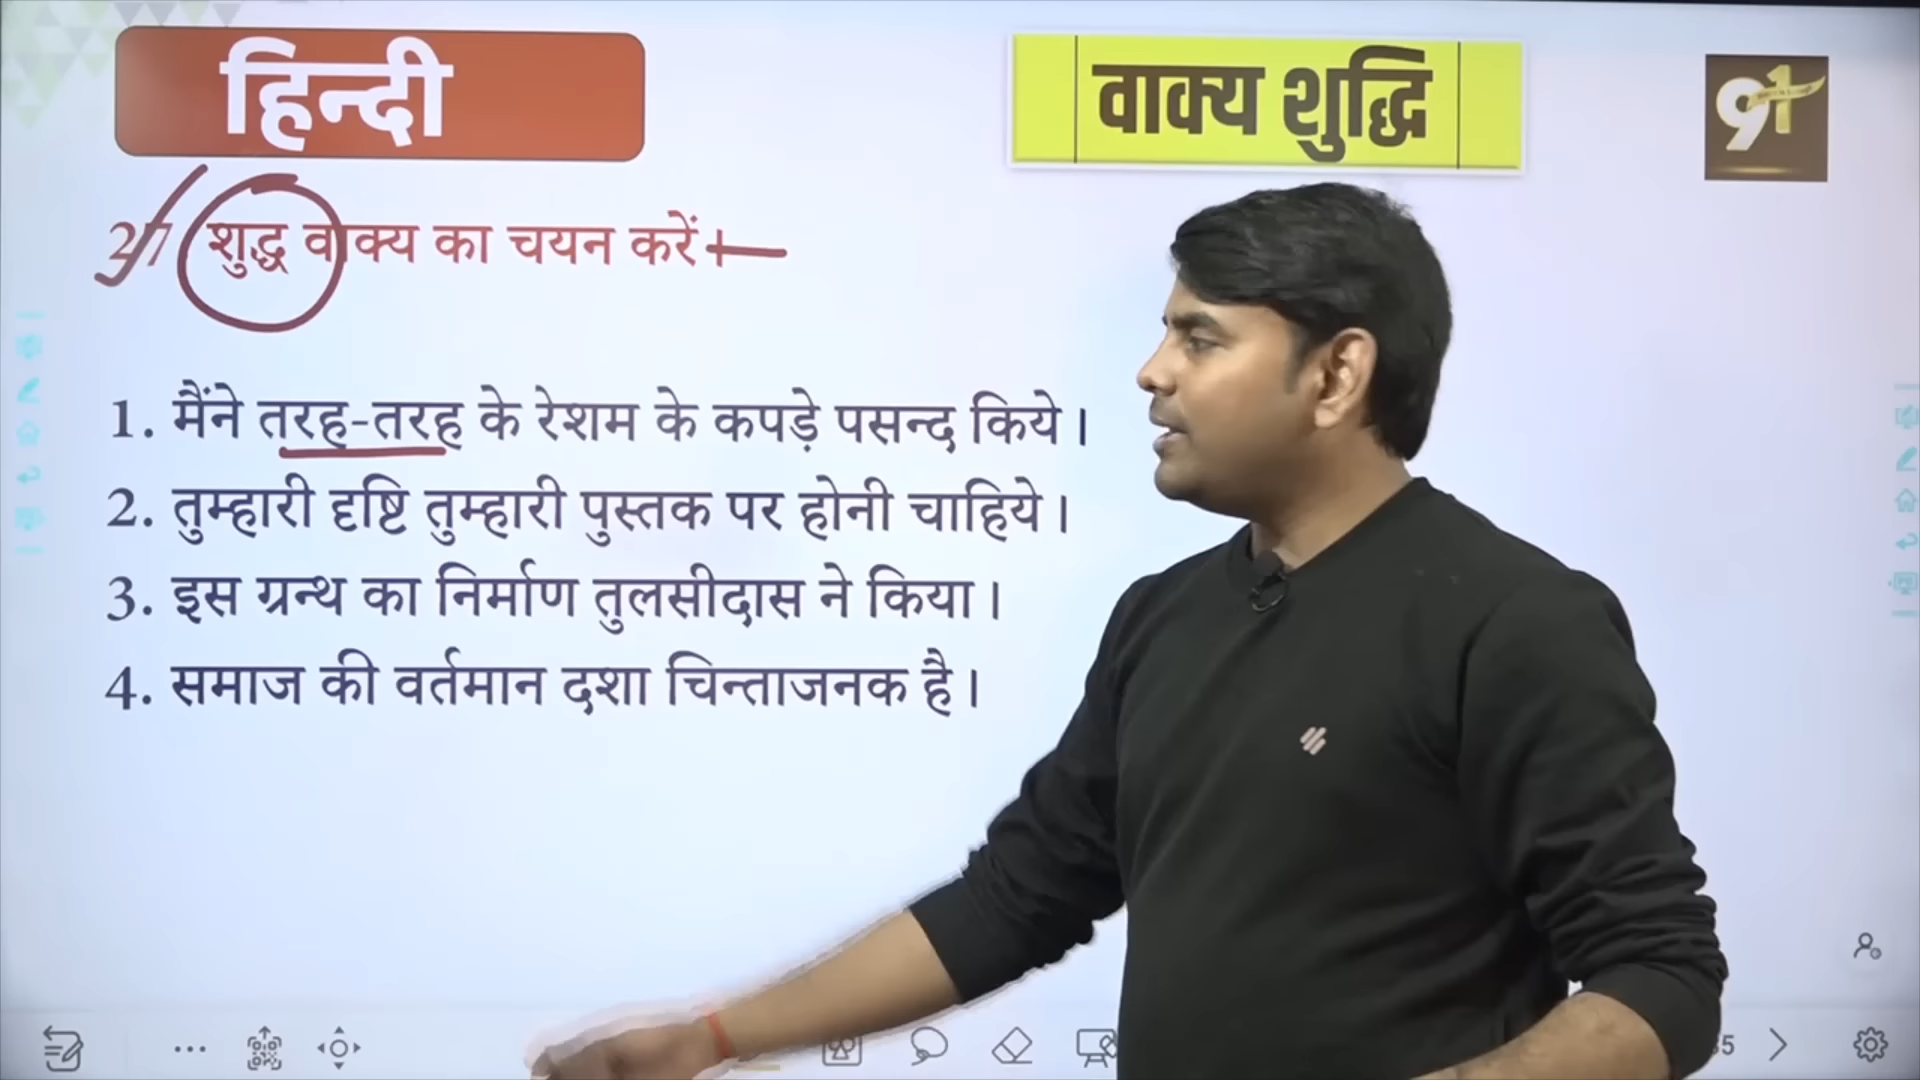 हिन्दी
वाक्य शुद्धि
91
शुद्ध वाक्य का चयन करें
1. मैंने तरह-तरह के रेशम के कपड़े पसन्द किये।
2. तुम्हारी दृष्टि तुम्हारी पुस्तक पर होनी चाहिये।
3. इस ग्रन्थ का निर्माण तुलसीदास ने किया।
4. समाज की वर्तमान दशा चिन्ताजनक है।